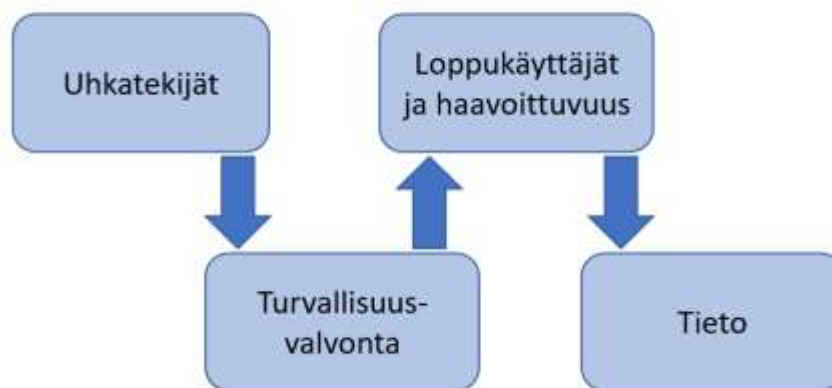 Uhkatekijät
Loppukäyttäjät
ja haavoittuvuus
Turvallisuus-
valvonta
Tieto